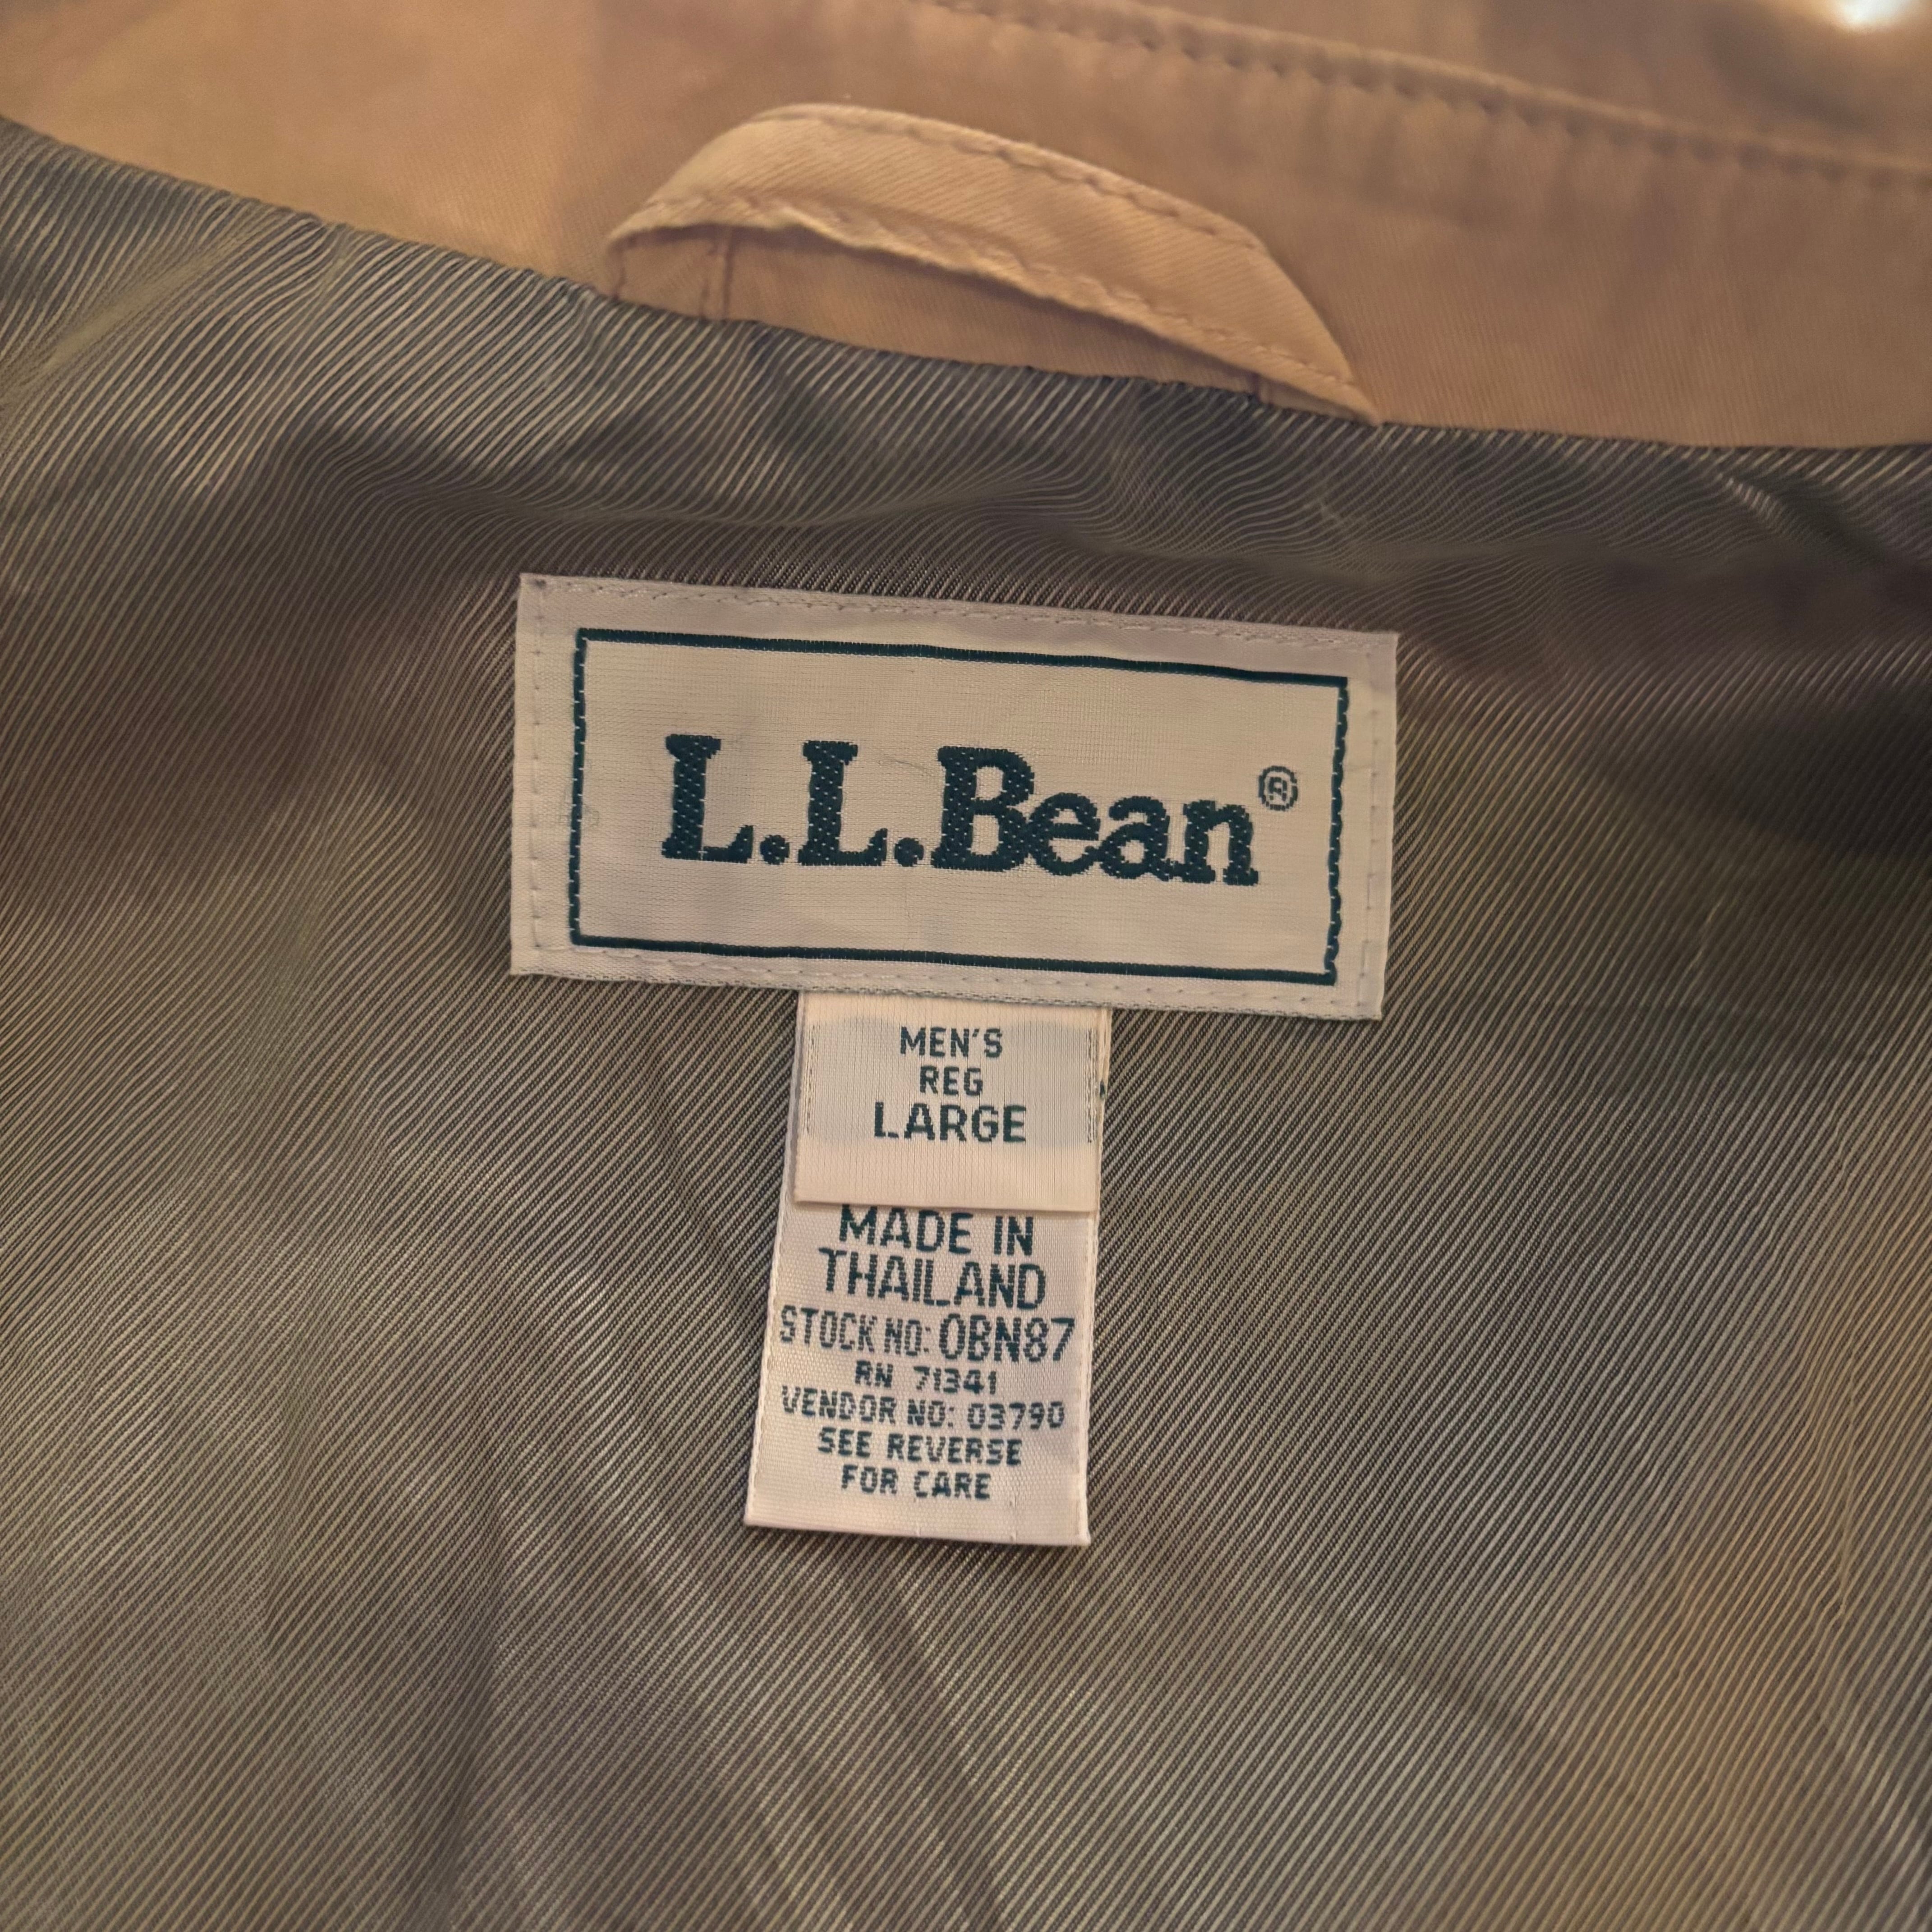 L.L.Bean®
MEN'S
REG
LARGE
MADE IN
THAILAND
STOCK NO: 0BN87
RN 71341
VENDOR NO: 03790
SEE REVERSE
FOR CARE